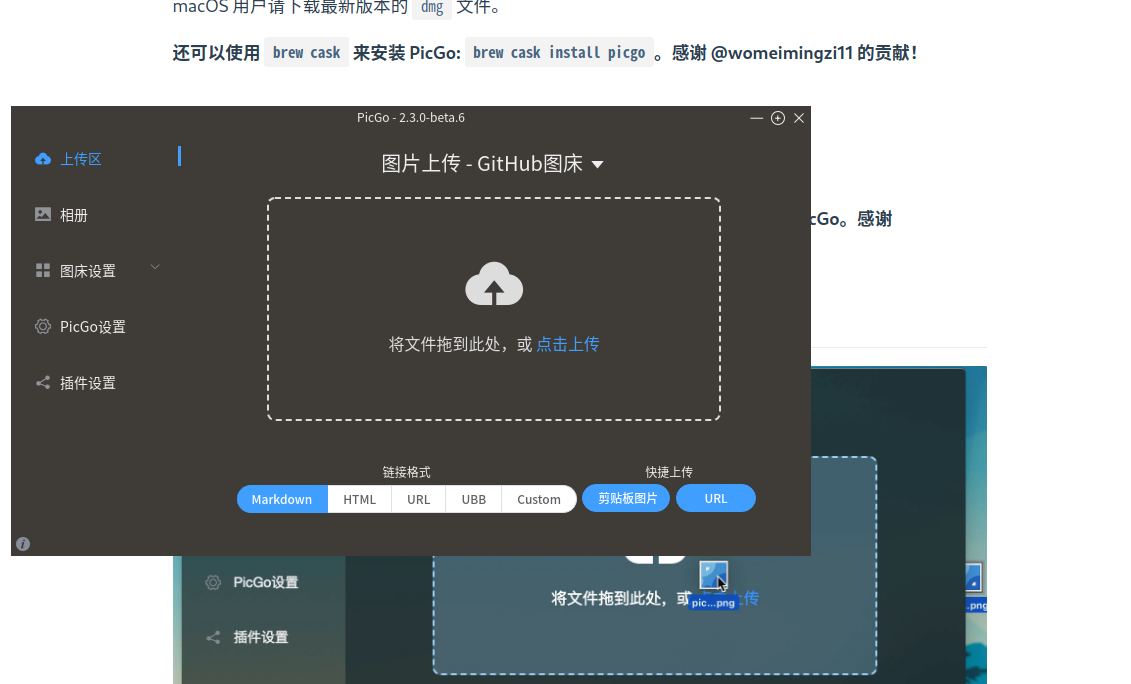 macOS 用户请下载最新版本的 dmg 文件。
还可以使用 brew cask 来安装 PicGo: brew cask install picgo 。感谢 @womeimingzi11 的贡献！
PicGo - 2.3.0-beta.6
上传区
图片上传 - GitHub图床
相册
cGo。感谢
图床设置
PicGo设置
将文件拖到此处，或 点击上传
插件设置
链接格式
快捷上传
Markdown
HTML
URL
UBB
Custom
剪贴板图片
URL
PicGo设置
将文件拖到此处，或 上传
pic...png
.png
插件设置